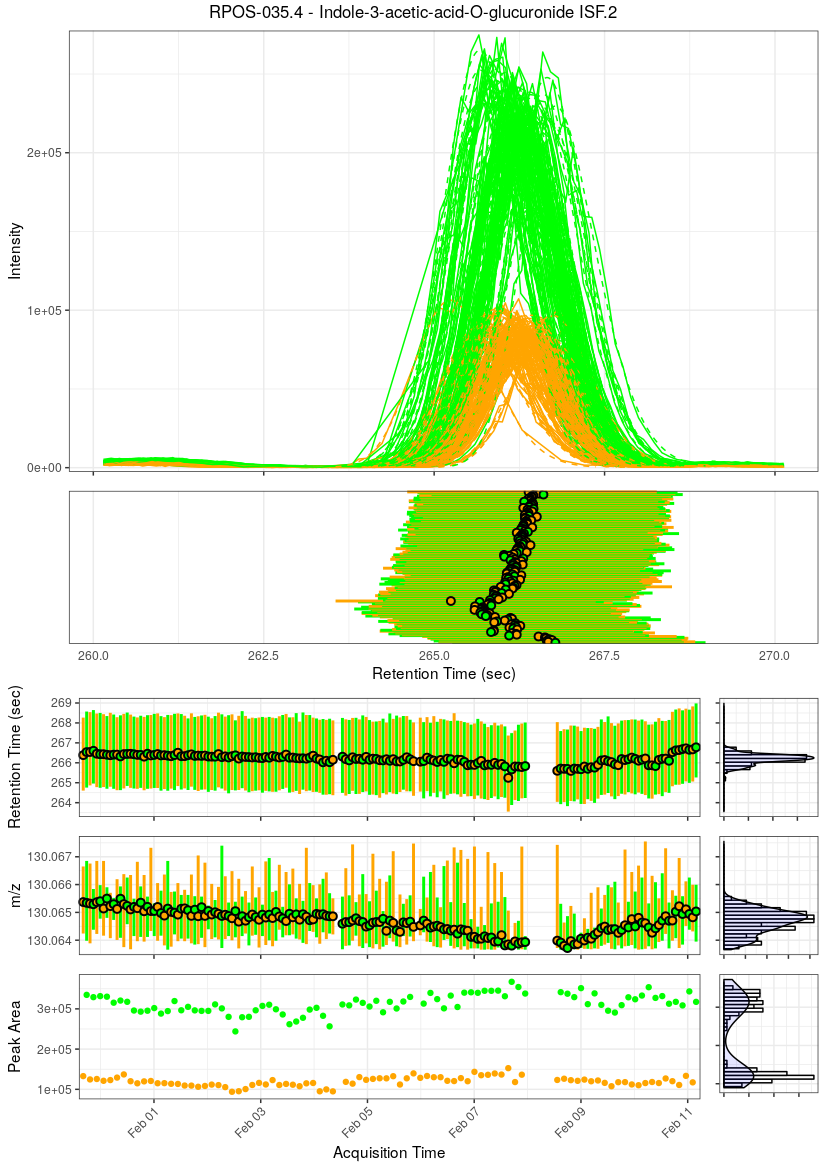 RPOS-035.4 - Indole-3-acetic-acid-O-glucuronide ISF.2
Intensity
2e+05
1e+05
0e+00
260.0 262.5 265.0 267.5 270.0
Retention Time (sec)
Retention Time (sec)
269
268
267
266
265
264
m/z
130.067
130.066
130.065
130.064
Peak Area
3e+05
2e+05
1e+05
Feb 01 Feb 03 Feb 05 Feb 07 Feb 09 Feb 11
Acquisition Time